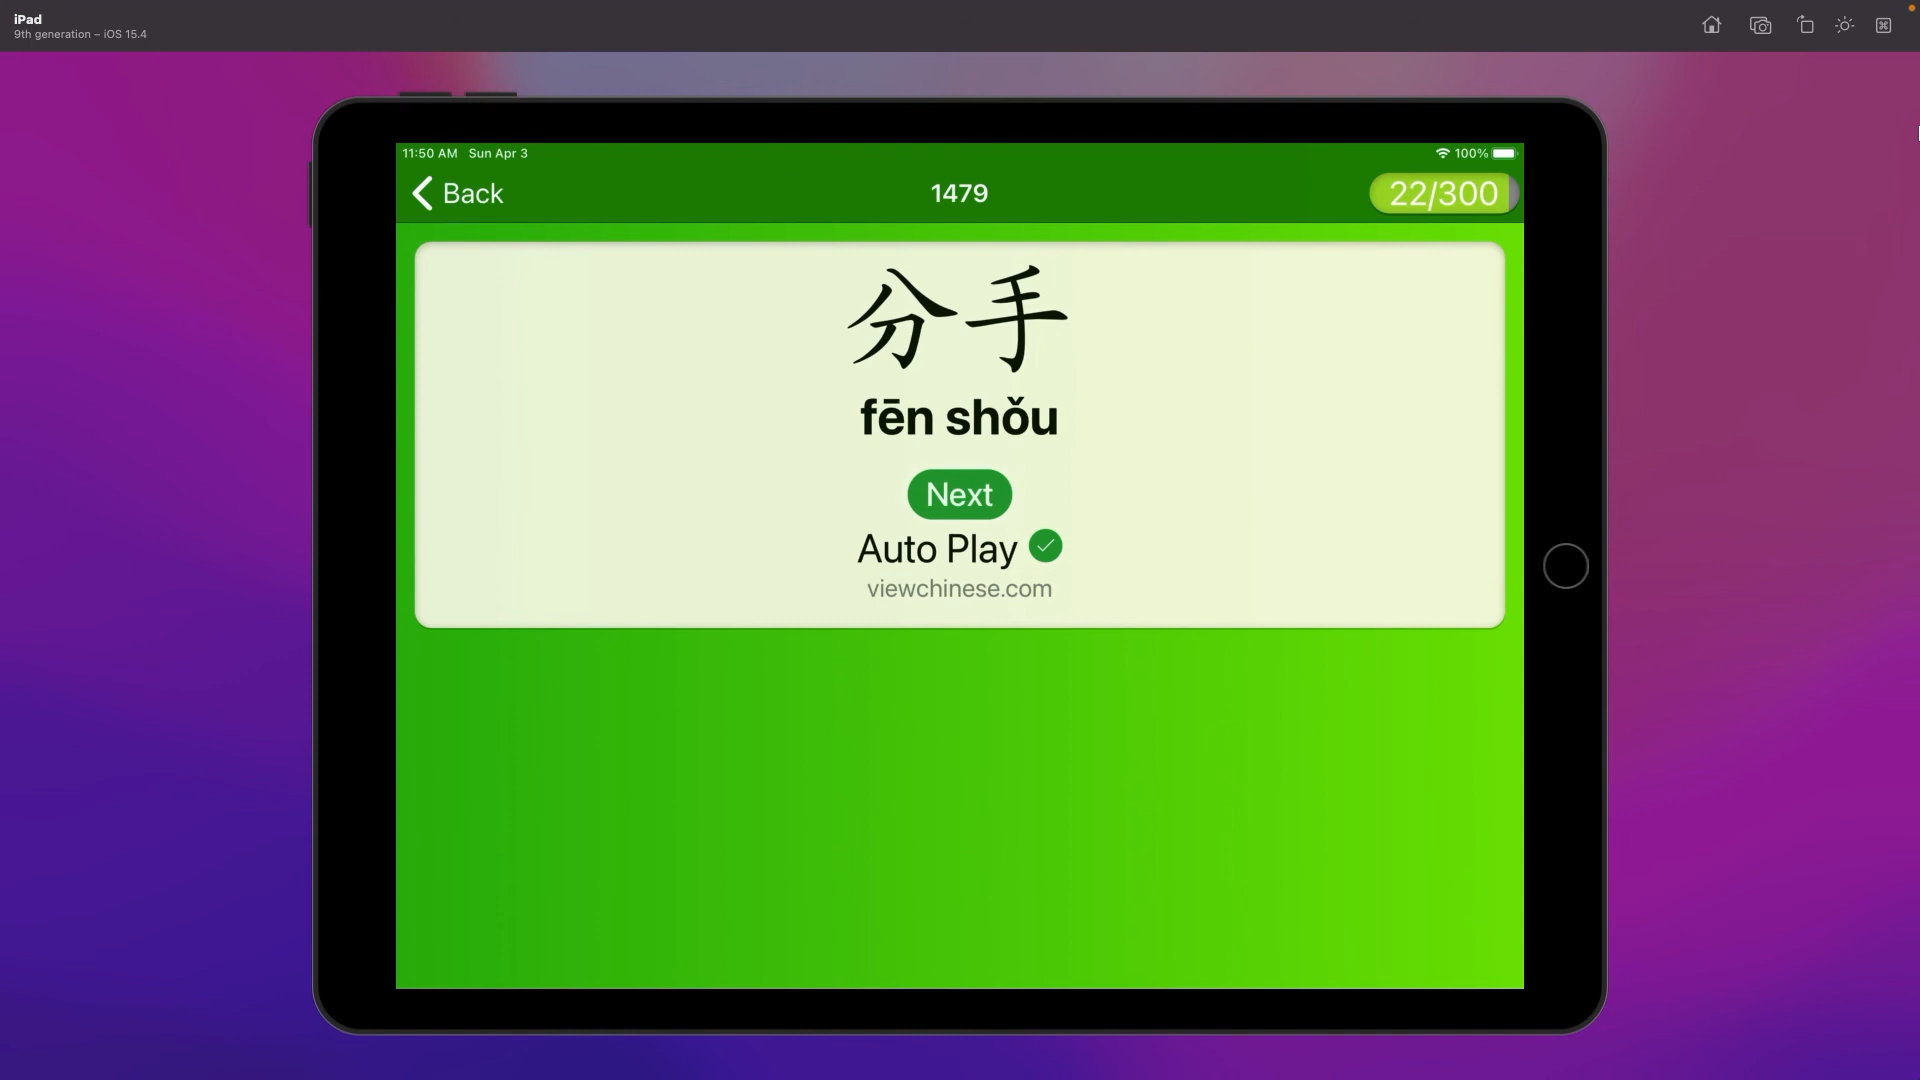 iPad
9th generation – iOS 15.4
11:50 AM Sun Apr 3
100%
Back
1479
22/300
分手
fēn shǒu
Next
Auto Play
viewchinese.com